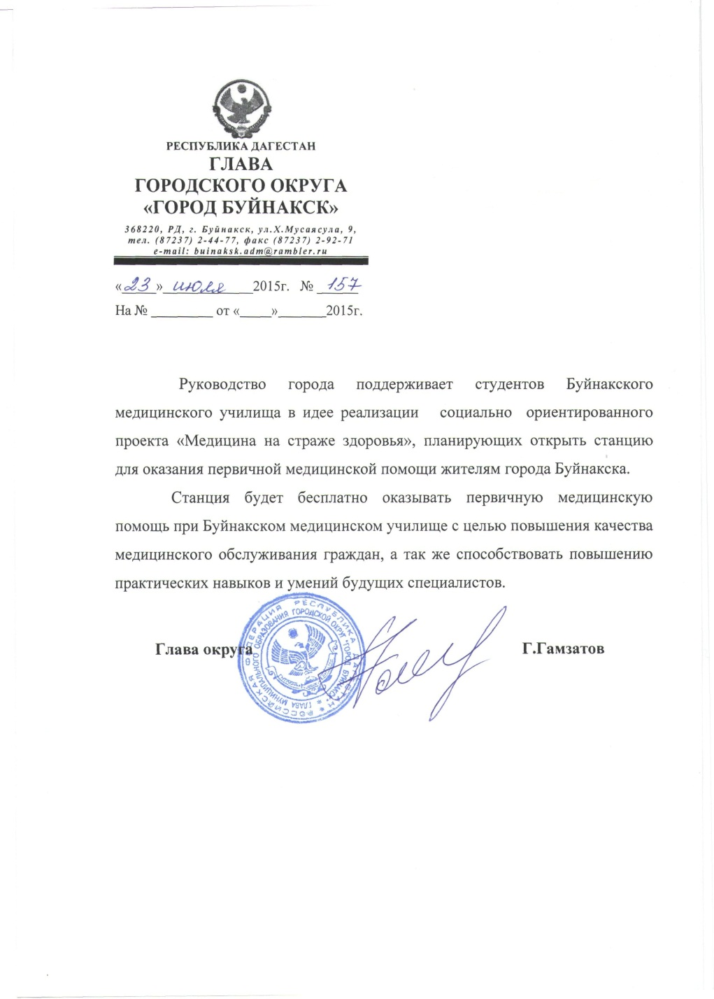 РЕСПУБЛИКА ДАГЕСТАН
ГЛАВА
ГОРОДСКОГО ОКРУГА
«ГОРОД БУЙНАКСК»
368220, РД, г. Буйнакск, ул.Х.Мусаясула, 9,
тел. (87237) 2-44-77, факс (87237) 2-92-71
e-mail: buinaksk.adm@rambler.ru
«23» июля 2015г. № 157
На № _________ от «____»_______2015г.
Руководство города поддерживает студентов Буйнакского
медицинского училища в идее реализации социально ориентированного
проекта «Медицина на страже здоровья», планирующих открыть станцию
для оказания первичной медицинской помощи жителям города Буйнакска.
Станция будет бесплатно оказывать первичную медицинскую
помощь при Буйнакском медицинском училище с целью повышения качества
медицинского обслуживания граждан, а так же способствовать повышению
практических навыков и умений будущих специалистов.
Глава округа
Г.Гамзатов
РОССИЙСКАЯ ФЕДЕРАЦИЯ РЕСПУБЛИКА ДАГЕСТАН
ГЛАВА МУНИЦИПАЛЬНОГО ОБРАЗОВАНИЯ ГОРОДСКОЙ ОКРУГ "ГОРОД БУЙНАКСК"